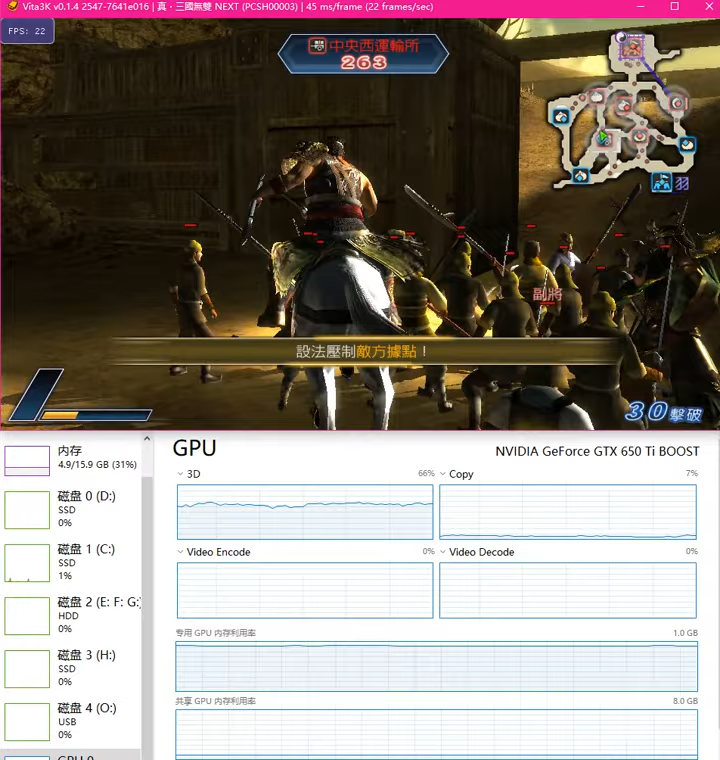 Vita3K v0.1.4 2547-7641e016 | 真・三國無雙 NEXT (PCSH00003) | 45 ms/frame (22 frames/sec)
FPS: 22
中央西運輸所
263
羽
副將
設法壓制敵方據點！
30擊破
内存
4.9/15.9 GB (31%)
磁盘 0 (D:)
SSD
0%
磁盘 1 (C:)
SSD
1%
磁盘 2 (E: F: G:)
HDD
0%
磁盘 3 (H:)
SSD
0%
磁盘 4 (O:)
USB
0%
GPU 0
GPU
NVIDIA GeForce GTX 650 Ti BOOST
3D 66%
Copy 7%
Video Encode 0%
Video Decode 0%
专用 GPU 内存利用率 1.0 GB
共享 GPU 内存利用率 8.0 GB